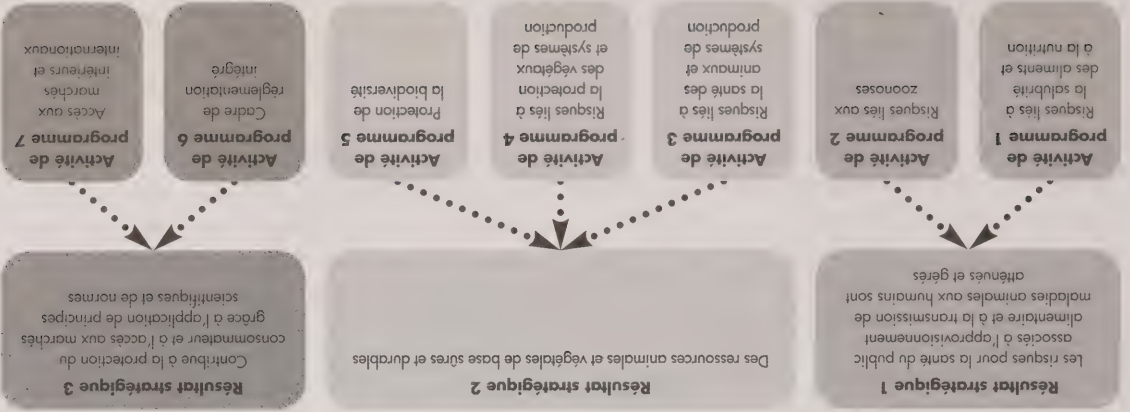 Résultat stratégique 1
Les risques pour la santé du public
associés à l'approvisionnement
alimentaire et à la transmission de
maladies animales aux humains sont
atténués et gérés
Résultat stratégique 2
Des ressources animales et végétales de base sûres et durables
Résultat stratégique 3
Contribue à la protection du
consommateur et à l'accès aux marchés
grâce à l'application de principes
scientifiques et de normes
Activité de
programme 1
Risques liés à
la salubrité
des aliments et
à la nutrition
Activité de
programme 2
Risques liés aux
zoonoses
Activité de
programme 3
Risques liés à
la santé des
animaux et
systèmes de
production
Activité de
programme 4
Risques liés à
la protection
des végétaux
et systèmes de
production
Activité de
programme 5
Protection de
la biodiversité
Activité de
programme 6
Cadre de
réglementation
intégré
Activité de
programme 7
Accès aux
marchés
intérieurs et
internationaux